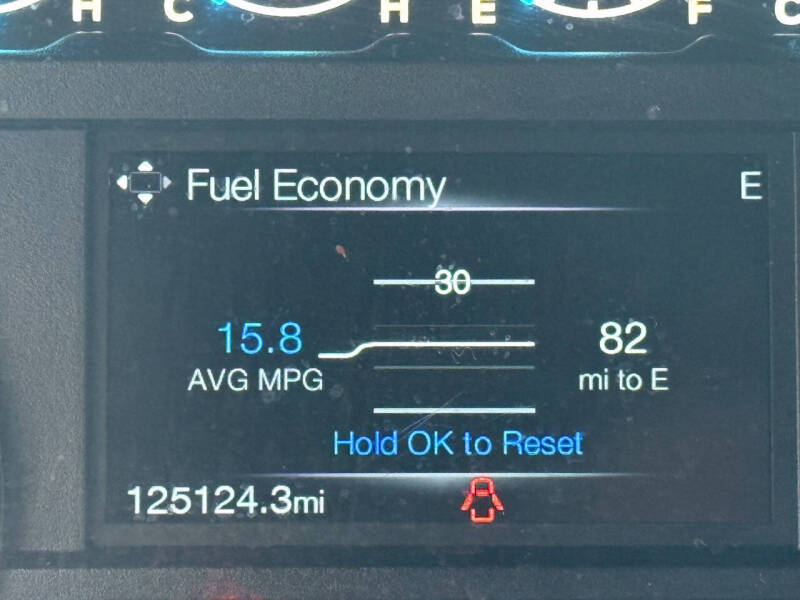 H C H E F C
Fuel Economy E
30
15.8 82
AVG MPG mi to E
Hold OK to Reset
125124.3mi